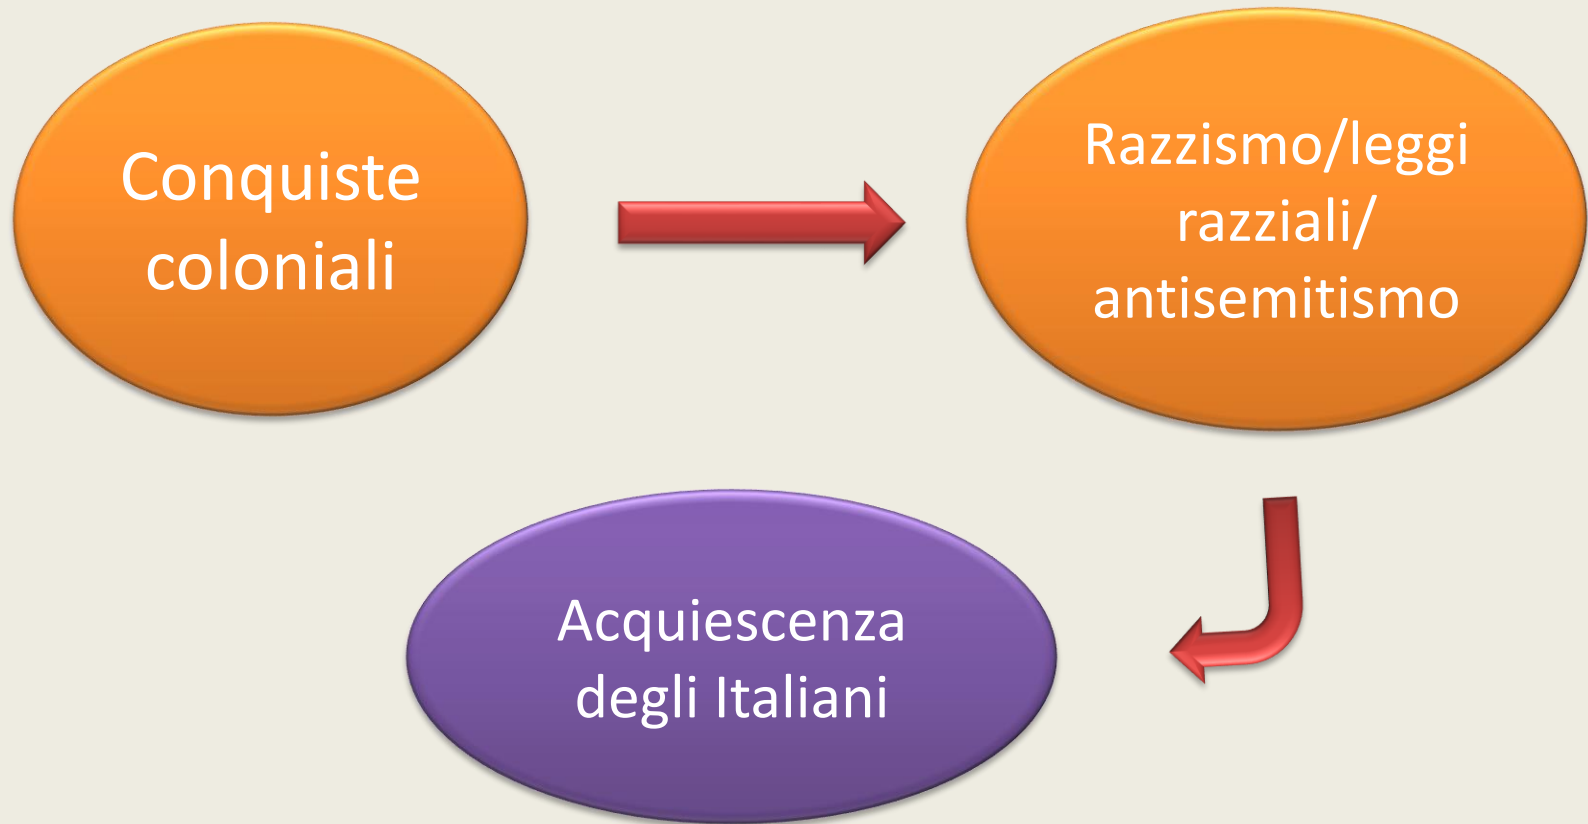 Conquiste
coloniali
Razzismo/leggi
razziali/
antisemitismo
Acquiescenza
degli Italiani